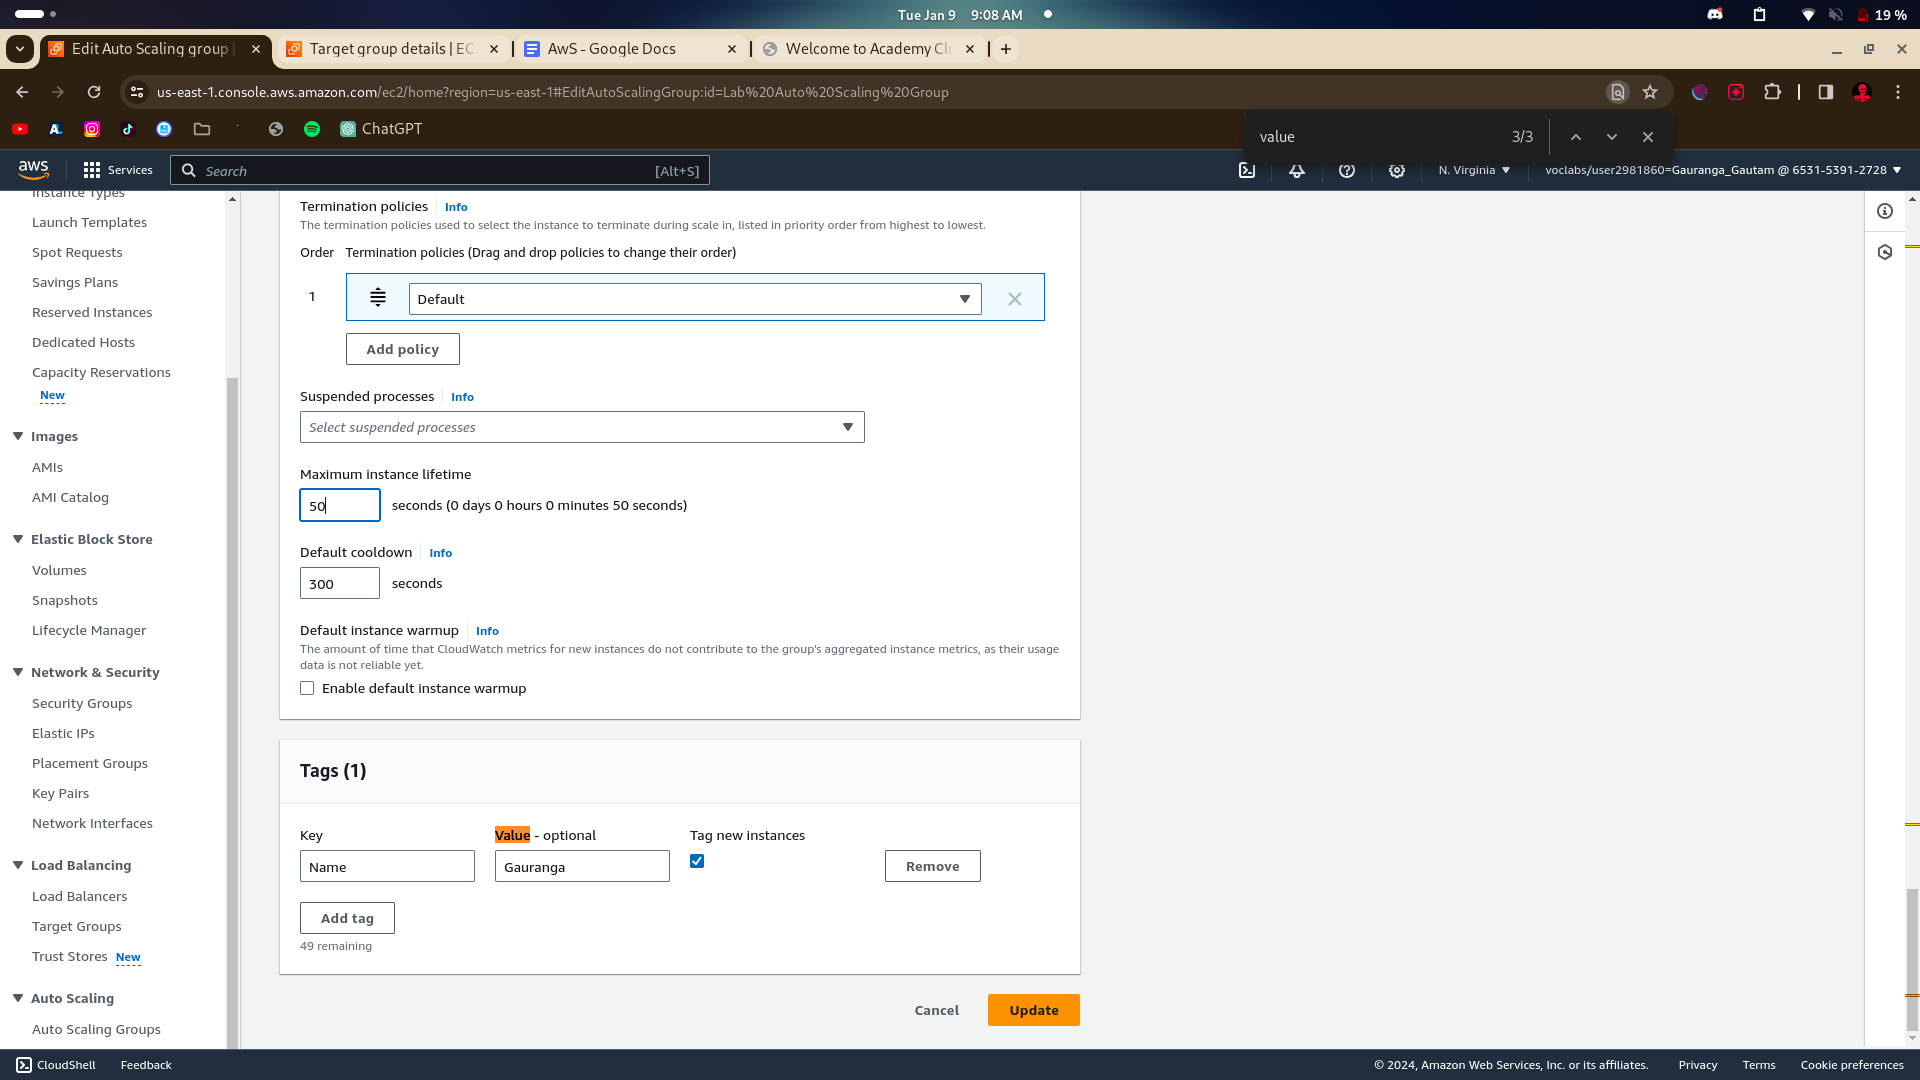 Tue Jan 9 9:08 AM
19 %
Edit Auto Scaling group |
Target group details | EC
AwS - Google Docs
Welcome to Academy Cl
us-east-1.console.aws.amazon.com/ec2/home?region=us-east-1#EditAutoScalingGroup:id=Lab%20Auto%20Scaling%20Group
ChatGPT
value 3/3
aws
Services
Search [Alt+S]
N. Virginia
voclabs/user2981860=Gauranga_Gautam @ 6531-5391-2728
Instance Types
Launch Templates
Spot Requests
Savings Plans
Reserved Instances
Dedicated Hosts
Capacity Reservations
New
Images
AMIs
AMI Catalog
Elastic Block Store
Volumes
Snapshots
Lifecycle Manager
Network & Security
Security Groups
Elastic IPs
Placement Groups
Key Pairs
Network Interfaces
Load Balancing
Load Balancers
Target Groups
Trust Stores New
Auto Scaling
Auto Scaling Groups
Termination policies Info
The termination policies used to select the instance to terminate during scale in, listed in priority order from highest to lowest.
Order Termination policies (Drag and drop policies to change their order)
1 Default
Add policy
Suspended processes Info
Select suspended processes
Maximum instance lifetime
50 seconds (0 days 0 hours 0 minutes 50 seconds)
Default cooldown Info
300 seconds
Default instance warmup Info
The amount of time that CloudWatch metrics for new instances do not contribute to the group's aggregated instance metrics, as their usage
data is not reliable yet.
Enable default instance warmup
Tags (1)
Key Value - optional Tag new instances
Name Gauranga Remove
Add tag
49 remaining
Cancel Update
CloudShell Feedback
© 2024, Amazon Web Services, Inc. or its affiliates. Privacy Terms Cookie preferences